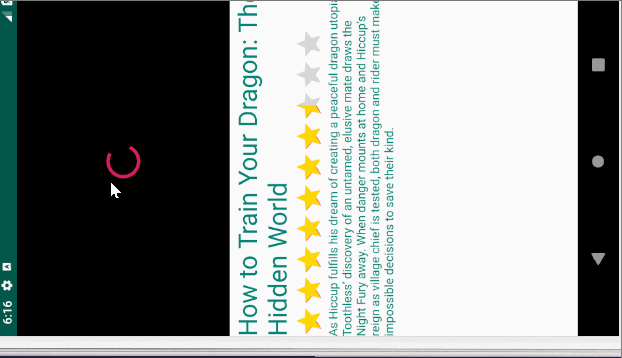 6:16
How to Train Your Dragon: The
Hidden World
As Hiccup fulfills his dream of creating a peaceful dragon utopia
Toothless' discovery of an untamed, elusive mate draws the
Night Fury away. When danger mounts at home and Hiccup's
reign as village chief is tested, both dragon and rider must make
impossible decisions to save their kind.